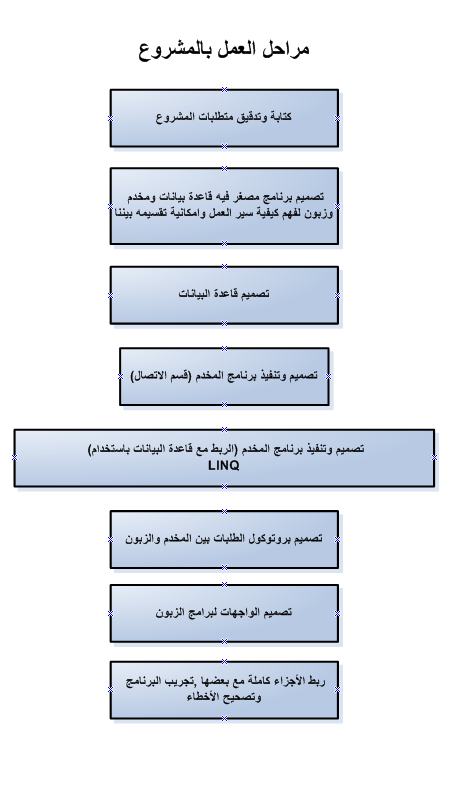 مراحل العمل بالمشروع
كتابة وتدقيق متطلبات المشروع
تصميم برنامج مصغر فيه قاعدة بيانات ومخدم
وزبون لفهم كيفية سير العمل وامكانية تقسيمه بيننا
تصميم قاعدة البيانات
تصميم وتنفيذ برنامج المخدم (قسم الاتصال)
تصميم وتنفيذ برنامج المخدم (الربط مع قاعدة البيانات باستخدام)
LINQ
تصميم بروتوكول الطلبات بين المخدم والزبون
تصميم الواجهات لبرامج الزبون
ربط الأجزاء كاملة مع بعضها ,تجريب البرنامج
وتصحيح الأخطاء